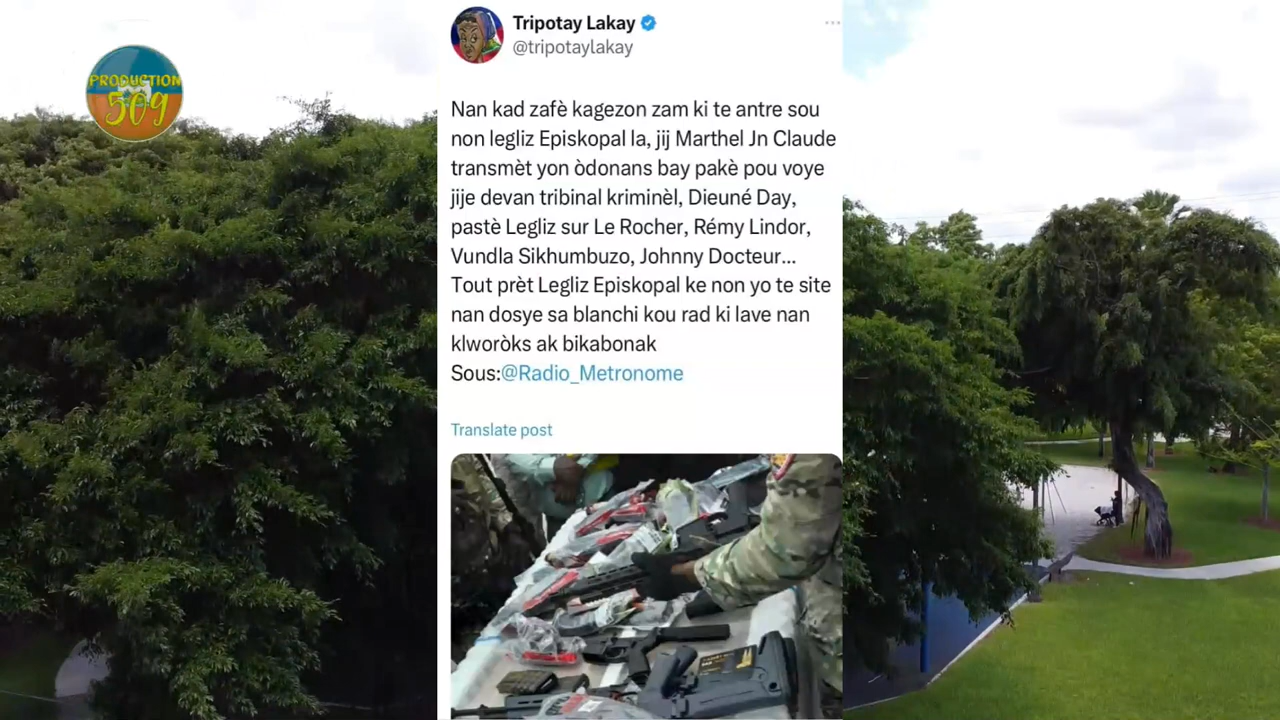 PRODUCTION
509
Tripotay Lakay
@tripotaylakay
Nan kad zafè kagezon zam ki te antre sou
non legliz Episkopal la, jij Marthel Jn Claude
transmèt yon òdonans bay pakè pou voye
jije devan tribinal kriminèl, Dieuné Day,
pastè Legliz sur Le Rocher, Rémy Lindor,
Vundla Sikhumbuzo, Johnny Docteur...
Tout prèt Legliz Episkopal ke non yo te site
nan dosye sa blanchi kou rad ki lave nan
klworòks ak bikabonak
Sous:@Radio_Metronome
Translate post